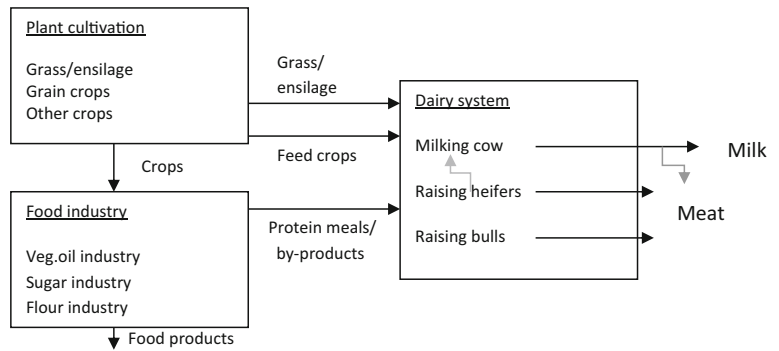 Plant cultivation
Grass/ensilage
Grain crops
Other crops
Grass/
ensilage
Feed crops
Crops
Food industry
Veg.oil industry
Sugar industry
Flour industry
Protein meals/
by-products
Food products
Dairy system
Milking cow
Raising heifers
Raising bulls
Milk
Meat